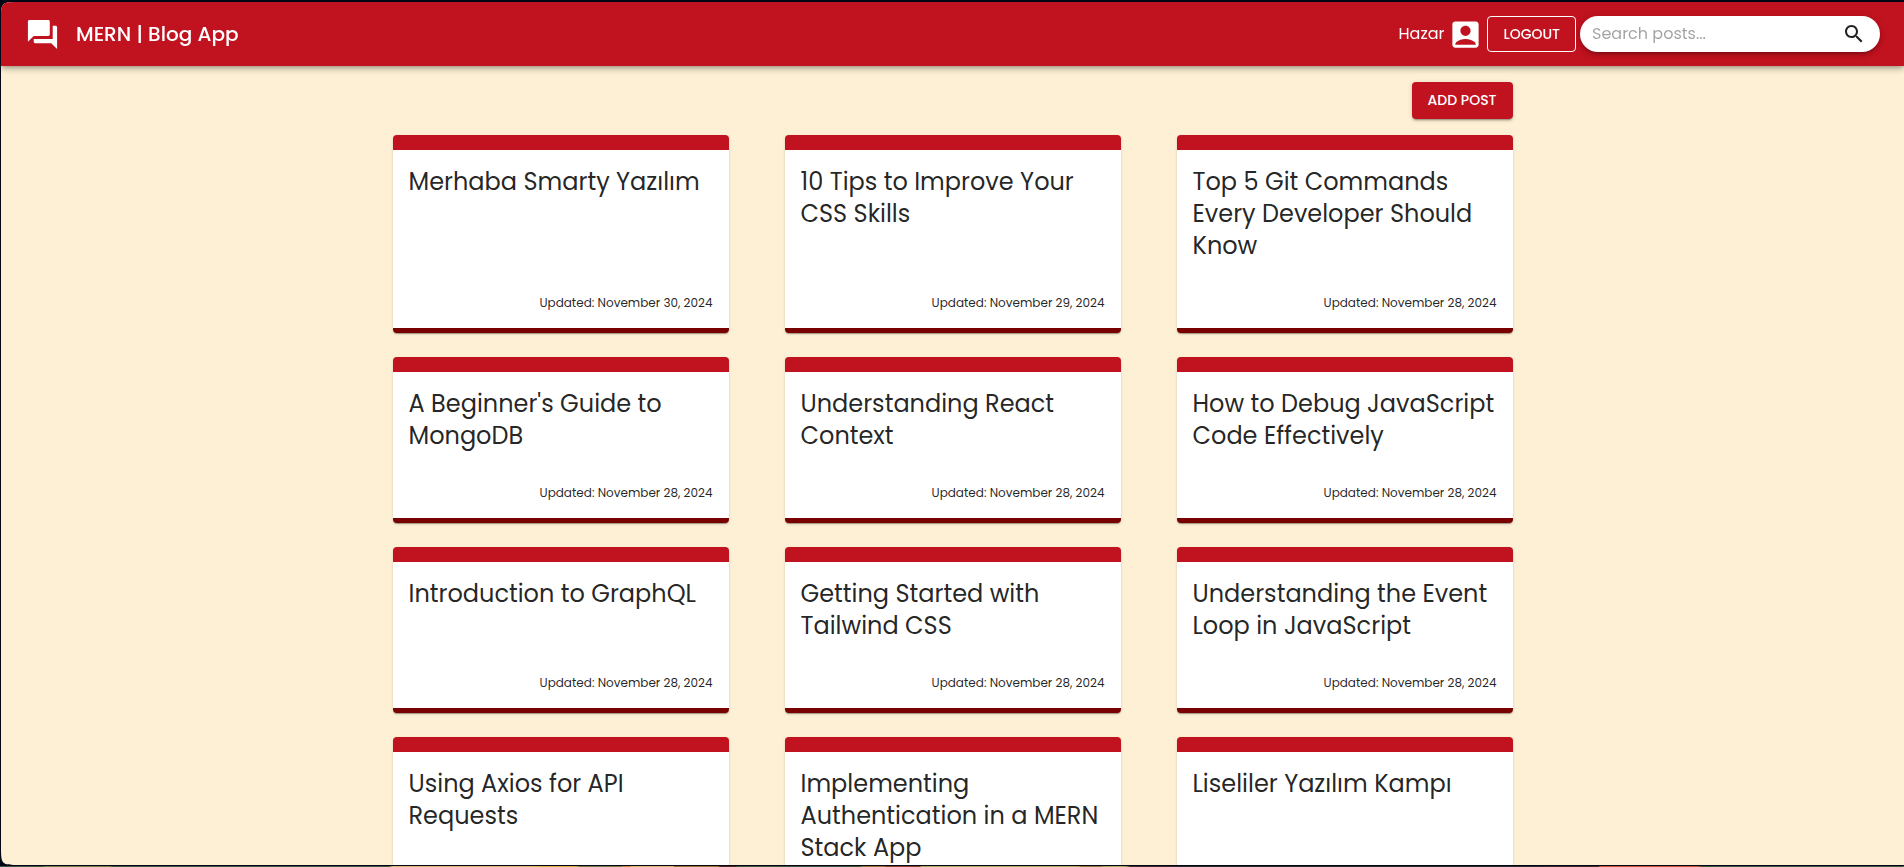 MERN | Blog App
Hazar
LOGOUT
Search posts...
ADD POST
Merhaba Smarty Yazılım
Updated: November 30, 2024
10 Tips to Improve Your
CSS Skills
Updated: November 29, 2024
Top 5 Git Commands
Every Developer Should
Know
Updated: November 28, 2024
A Beginner's Guide to
MongoDB
Updated: November 28, 2024
Understanding React
Context
Updated: November 28, 2024
How to Debug JavaScript
Code Effectively
Updated: November 28, 2024
Introduction to GraphQL
Updated: November 28, 2024
Getting Started with
Tailwind CSS
Updated: November 28, 2024
Understanding the Event
Loop in JavaScript
Updated: November 28, 2024
Using Axios for API
Requests
Implementing
Authentication in a MERN
Stack App
Liseliler Yazılım Kampı